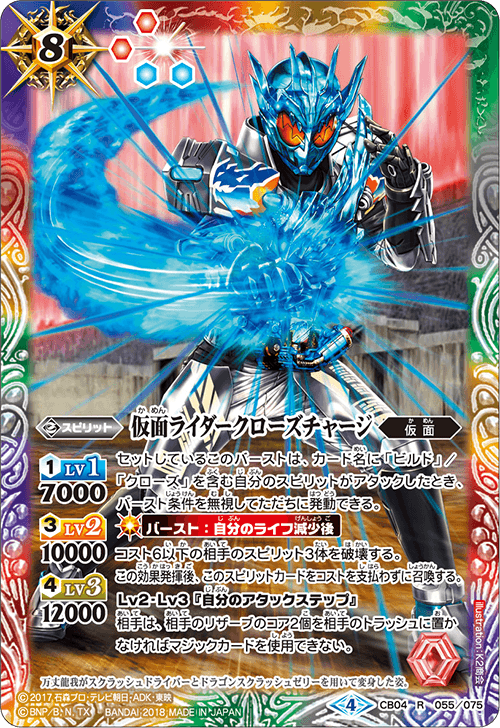 8
スピリット
仮面ライダークローズチャージ
仮面
1 LV1
7000
3 LV2
10000
4 LV3
12000
セットしているこのバーストは、カード名に「ビルド」/
「クローズ」を含む自分のスピリットがアタックしたとき、
バースト条件を無視してただちに発動できる。
バースト:自分のライフ減少後
コスト6以下の相手のスピリット3体を破壊する。
この効果発揮後、このスピリットカードをコストを支払わずに召喚する。
Lv2・Lv3『自分のアタックステップ』
相手は、相手のリザーブのコア2個を相手のトラッシュに置か
なければマジックカードを使用できない。
万丈龍我がスクラッシュドライバーとドラゴンスクラッシュゼリーを用いて変身した姿。
©2017 石森プロ・テレビ朝日・ADK・東映
©BNP/B, N, TX BANDAI 2018 MADE IN JAPAN
4 CB04 R 055/075